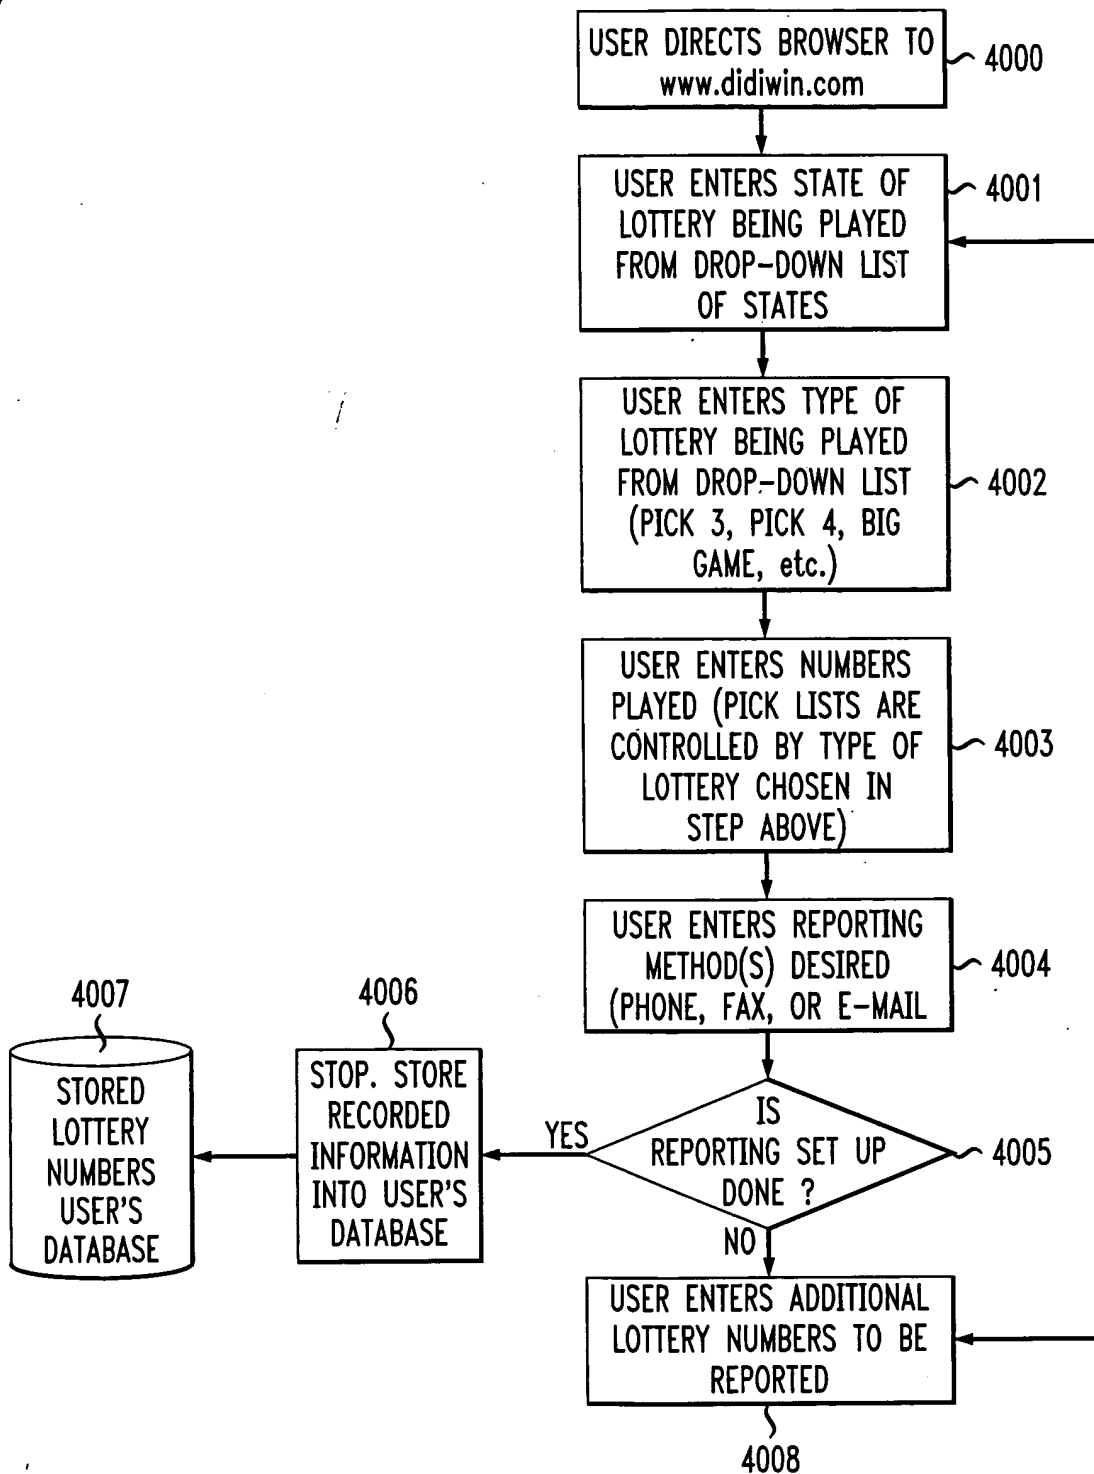 USER DIRECTS BROWSER TO
www.didiwin.com
4000
USER ENTERS STATE OF
LOTTERY BEING PLAYED
FROM DROP-DOWN LIST
OF STATES
4001
USER ENTERS TYPE OF
LOTTERY BEING PLAYED
FROM DROP-DOWN LIST
(PICK 3, PICK 4, BIG
GAME, etc.)
4002
USER ENTERS NUMBERS
PLAYED (PICK LISTS ARE
CONTROLLED BY TYPE OF
LOTTERY CHOSEN IN
STEP ABOVE)
4003
USER ENTERS REPORTING
METHOD(S) DESIRED
(PHONE, FAX, OR E-MAIL
4004
IS
REPORTING SET UP
DONE ?
4005
YES
NO
4006
STOP. STORE
RECORDED
INFORMATION
INTO USER'S
DATABASE
4007
STORED
LOTTERY
NUMBERS
USER'S
DATABASE
USER ENTERS ADDITIONAL
LOTTERY NUMBERS TO BE
REPORTED
4008